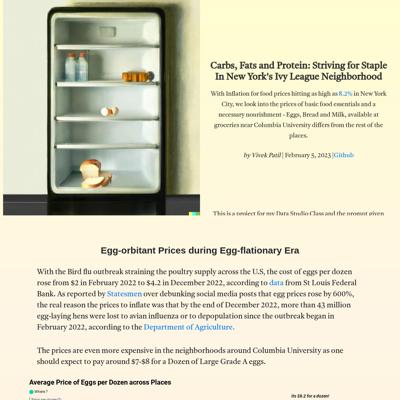 Carbs, Fats and Protein: Striving for Staple
In New York's Ivy League Neighborhood
With Inflation for food prices hitting as high as 8.2% in New York
City, we look into the prices of basic food essentials and a
necessary nourishment - Eggs, Bread and Milk, available at
groceries near Columbia University differs from the rest of the
places.
by Vivek Patil | February 5, 2023 |Github
This is a project for my Data Studio Class and the prompt given
Egg-orbitant Prices during Egg-flationary Era
With the Bird flu outbreak straining the poultry supply across the U.S, the cost of eggs per dozen
rose from $2 in February 2022 to $4.2 in December 2022, according to data from St Louis Federal
Bank. As reported by Statesmen over debunking social media posts that egg prices rose by 600%,
the real reason the prices to inflate was that by the end of December 2022, more than 43 million
egg-laying hens were lost to avian influenza or to depopulation since the outbreak began in
February 2022, according to the Department of Agriculture.
The prices are even more expensive in the neighborhoods around Columbia University as one
should expect to pay around $7-$8 for a Dozen of Large Grade A eggs.
Average Price of Eggs per Dozen across Places
Its $8.2 for a dozen!